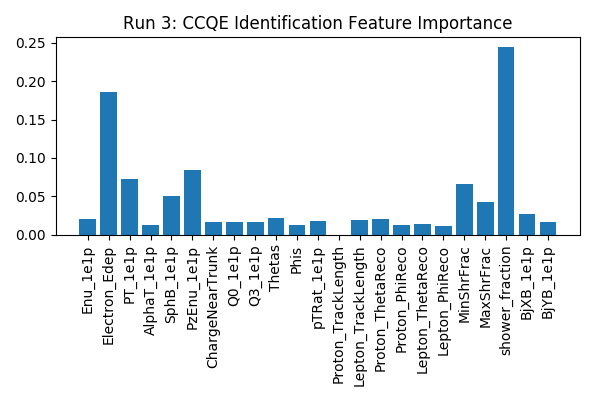 Run 3: CCQE Identification Feature Importance
0.25
0.20
0.15
0.10
0.05
0.00
Enu_1e1p
Electron_Edep
PT_1e1p
AlphaT_1e1p
SphB_1e1p
PzEnu_1e1p
ChargeNearTrunk
Q0_1e1p
Q3_1e1p
Thetas
Phis
pTRat_1e1p
Proton_TrackLength
Lepton_TrackLength
Proton_ThetaReco
Proton_PhiReco
Lepton_ThetaReco
Lepton_PhiReco
MinShrFrac
MaxShrFrac
shower_fraction
BjXB_1e1p
BjYB_1e1p